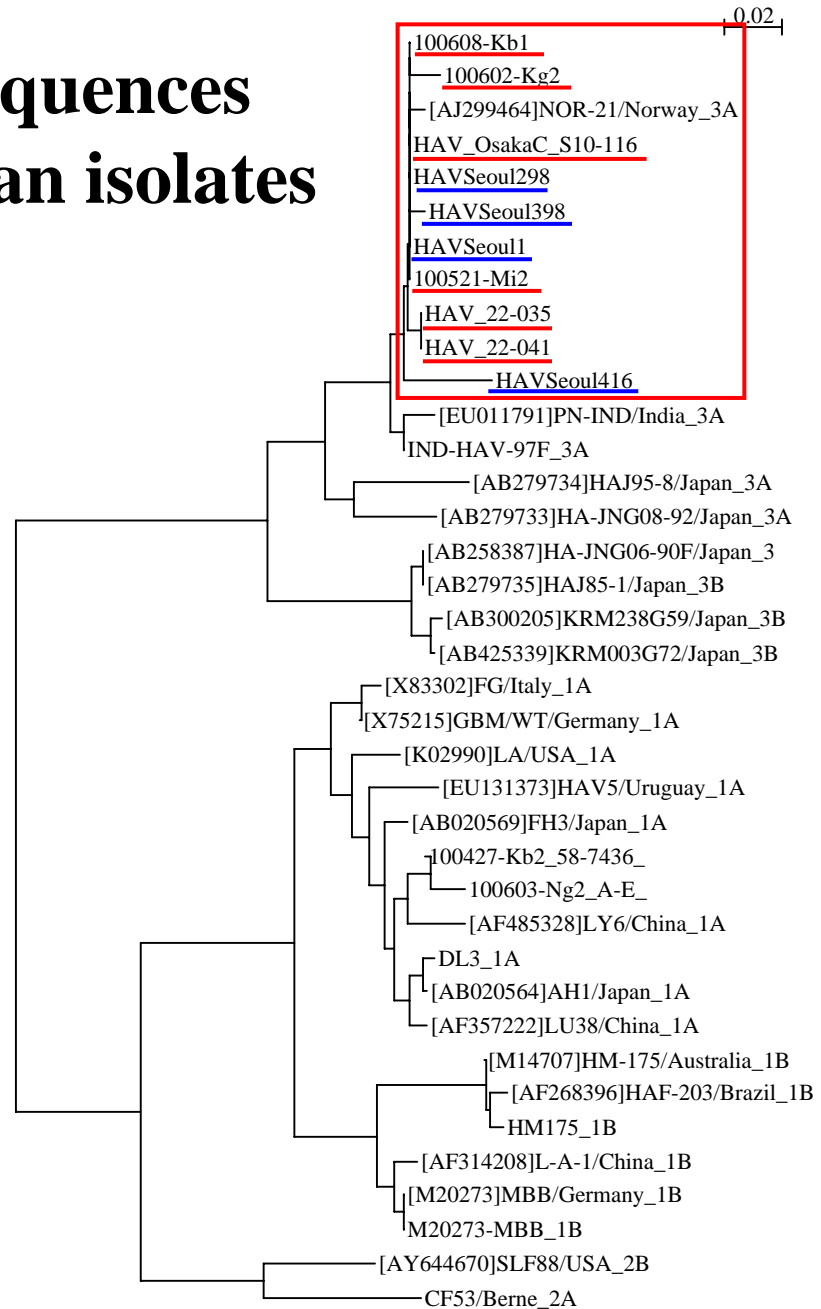 0.02
quences
an isolates
100608-Kb1
100602-Kg2
[AJ299464]NOR-21/Norway_3A
HAV_OsakaC_S10-116
HAVSeoul298
HAVSeoul398
HAVSeoul1
100521-Mi2
HAV_22-035
HAV_22-041
HAVSeoul416
[EU011791]PN-IND/India_3A
IND-HAV-97F_3A
[AB279734]HAJ95-8/Japan_3A
[AB279733]HA-JNG08-92/Japan_3A
[AB258387]HA-JNG06-90F/Japan_3
[AB279735]HAJ85-1/Japan_3B
[AB300205]KRM238G59/Japan_3B
[AB425339]KRM003G72/Japan_3B
[X83302]FG/Italy_1A
[X75215]GBM/WT/Germany_1A
[K02990]LA/USA_1A
[EU131373]HAV5/Uruguay_1A
[AB020569]FH3/Japan_1A
100427-Kb2_58-7436_
100603-Ng2_A-E_
[AF485328]LY6/China_1A
DL3_1A
[AB020564]AH1/Japan_1A
[AF357222]LU38/China_1A
[M14707]HM-175/Australia_1B
[AF268396]HAF-203/Brazil_1B
HM175_1B
[AF314208]L-A-1/China_1B
[M20273]MBB/Germany_1B
M20273-MBB_1B
[AY644670]SLF88/USA_2B
CF53/Berne_2A